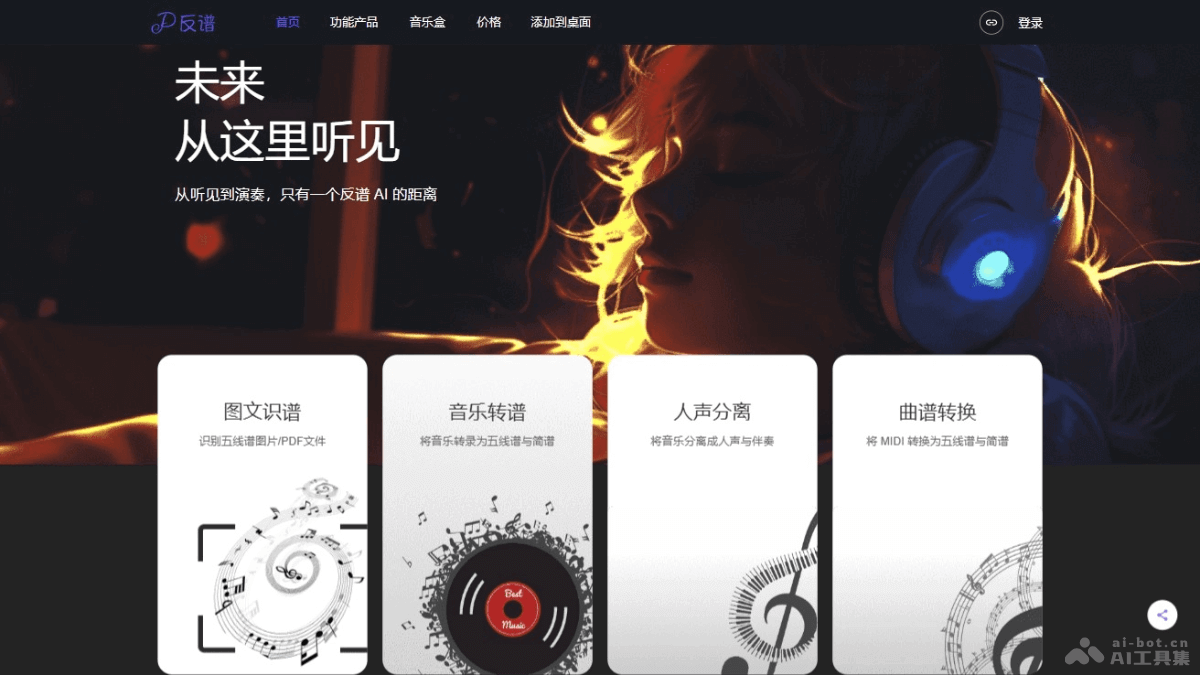 反谱
首页
功能产品
音乐盒
价格
添加到桌面
登录
未来
从这里听见
从听见到演奏，只有一个反谱 AI 的距离
图文识谱
识别五线谱图片/PDF文件
音乐转谱
将音乐转录为五线谱与简谱
人声分离
将音乐分离成人声与伴奏
曲谱转换
将 MIDI 转换为五线谱与简谱
Best
Music
ai-bot.cn
AI工具集